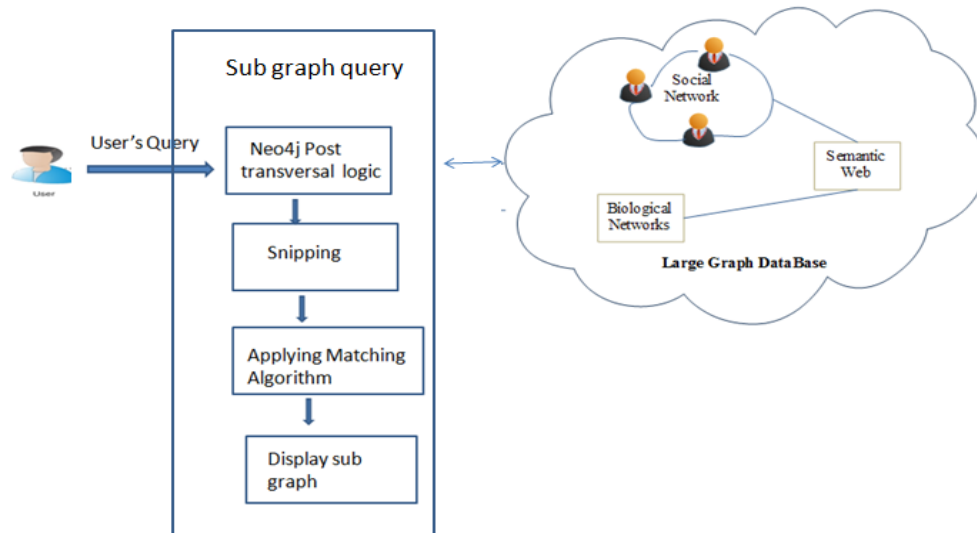 Sub graph query
User's Query
User
Neo4j Post
transversal logic
Snipping
Applying Matching
Algorithm
Display sub
graph
Social
Network
Semantic
Web
Biological
Networks
Large Graph DataBase